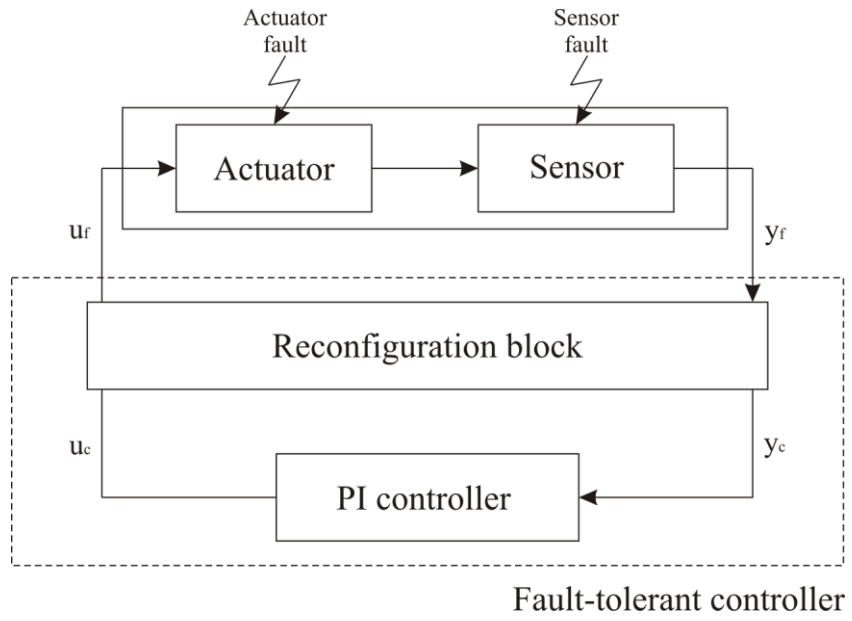 Actuator
fault
Sensor
fault
Actuator
Sensor
uf
yf
Reconfiguration block
uc
yc
PI controller
Fault-tolerant controller